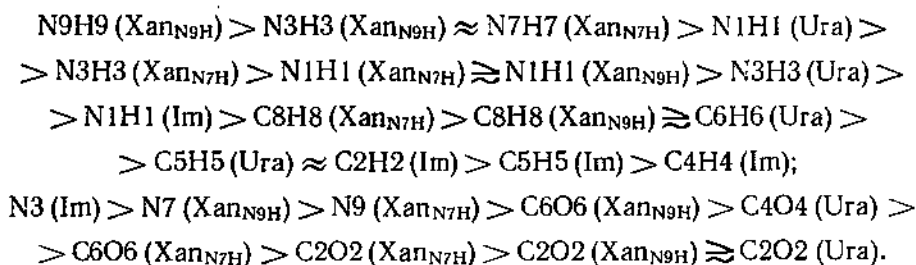 N9H9 (Xan_N9H) > N3H3 (Xan_N9H) ≈ N7H7 (Xan_N7H) > N1H1 (Ura) >
> N3H3 (Xan_N7H) > N1H1 (Xan_N7H) ⪎ N1H1 (Xan_N9H) > N3H3 (Ura) >
> N1H1 (Im) > C8H8 (Xan_N7H) > C8H8 (Xan_N9H) ⪎ C6H6 (Ura) >
> C5H5 (Ura) ≈ C2H2 (Im) > C5H5 (Im) > C4H4 (Im);
N3 (Im) > N7 (Xan_N9H) > N9 (Xan_N7H) > C6O6 (Xan_N9H) > C4O4 (Ura) >
> C6O6 (Xan_N7H) > C2O2 (Xan_N7H) > C2O2 (Xan_N9H) ⪎ C2O2 (Ura).